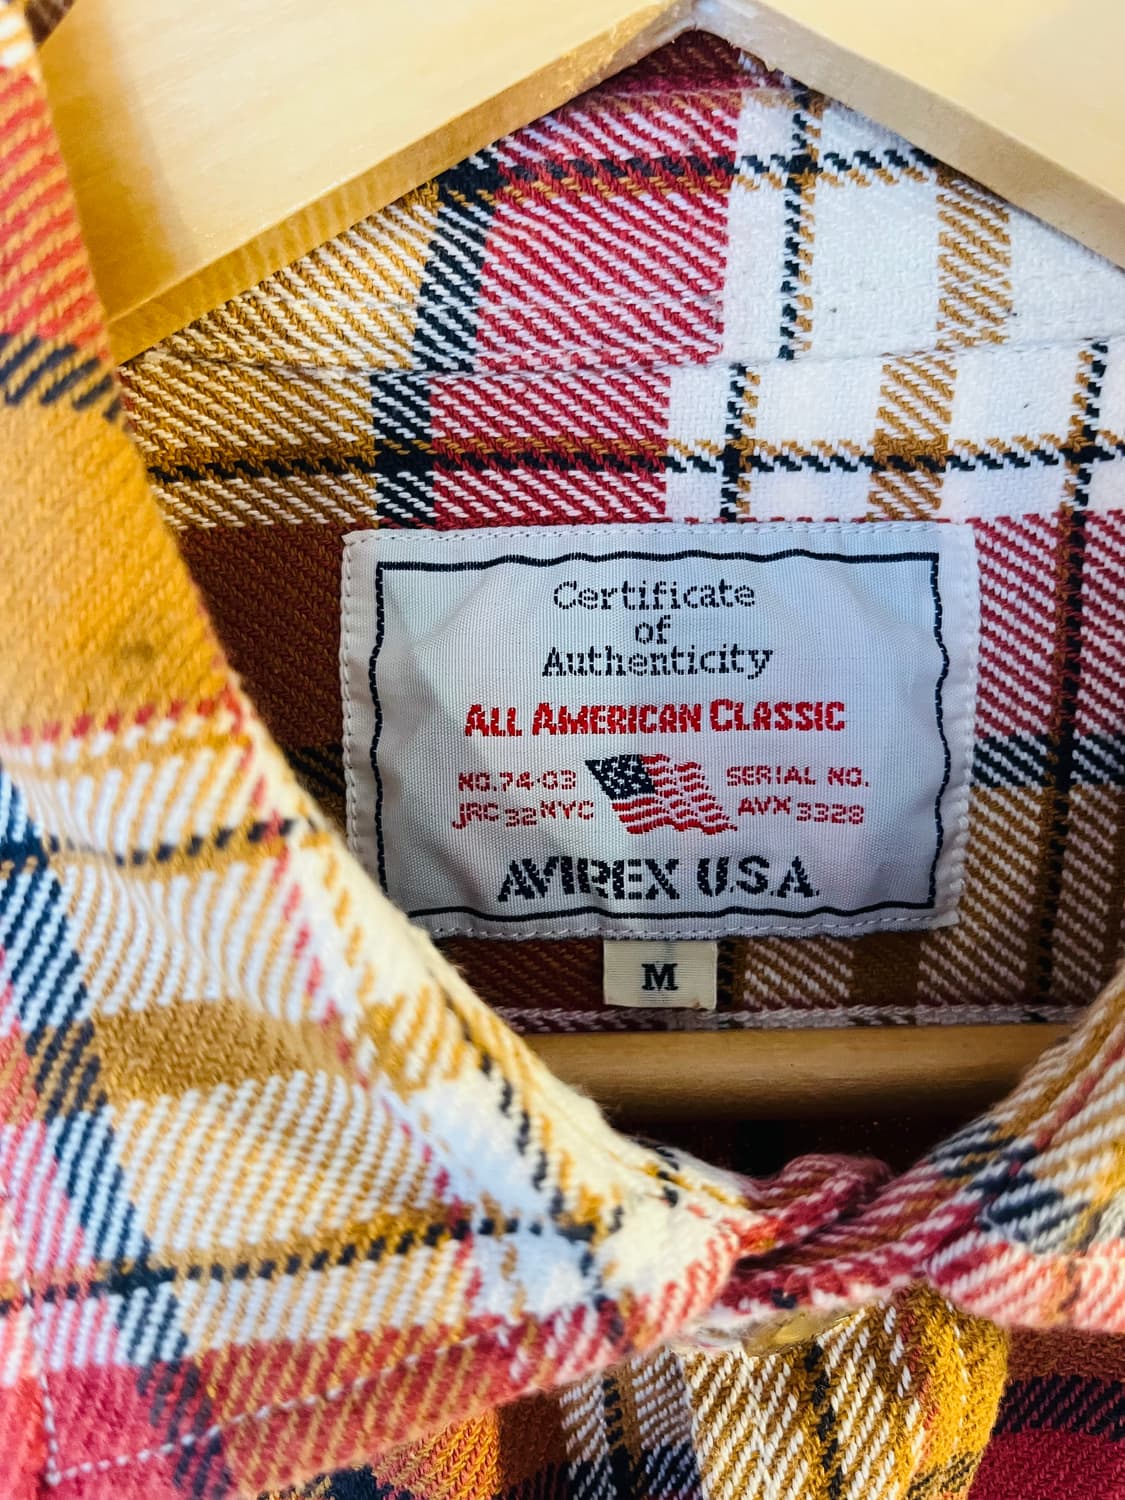 Certificate
of
Authenticity
ALL AMERICAN CLASSIC
NO.74-03 SERIAL NO.
JRC 32 NYC AVX 3328
AVIREX U.S.A.
M